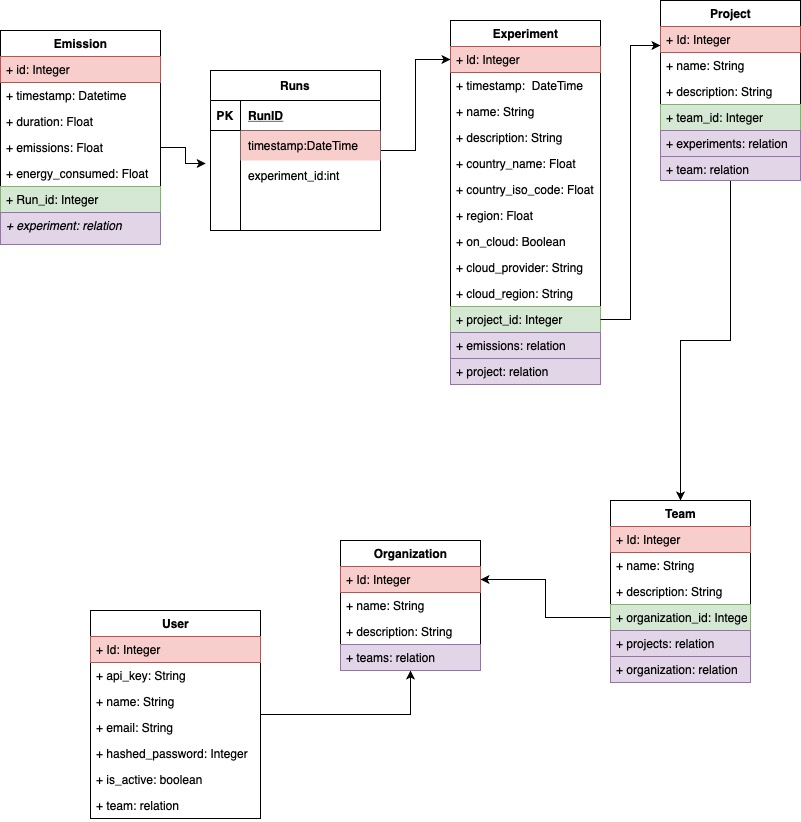 Emission
+ id: Integer
+ timestamp: Datetime
+ duration: Float
+ emissions: Float
+ energy_consumed: Float
+ Run_id: Integer
+ experiment: relation
Runs
PK RunID
timestamp:DateTime
experiment_id:int
Experiment
+ Id: Integer
+ timestamp: DateTime
+ name: String
+ description: String
+ country_name: Float
+ country_iso_code: Float
+ region: Float
+ on_cloud: Boolean
+ cloud_provider: String
+ cloud_region: String
+ project_id: Integer
+ emissions: relation
+ project: relation
Project
+ Id: Integer
+ name: String
+ description: String
+ team_id: Integer
+ experiments: relation
+ team: relation
Team
+ Id: Integer
+ name: String
+ description: String
+ organization_id: Intege
+ projects: relation
+ organization: relation
Organization
+ Id: Integer
+ name: String
+ description: String
+ teams: relation
User
+ Id: Integer
+ api_key: String
+ name: String
+ email: String
+ hashed_password: Integer
+ is_active: boolean
+ team: relation